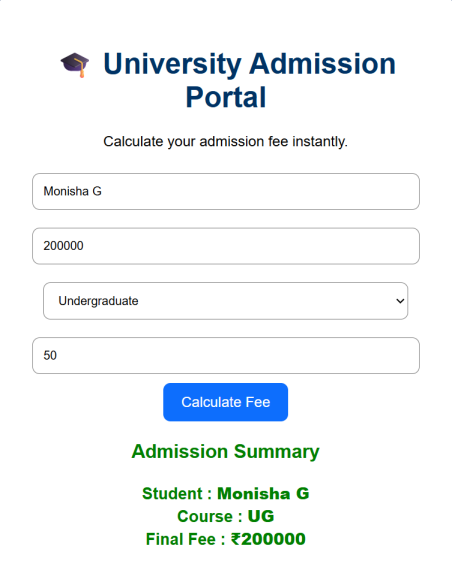 🎓 University Admission
Portal
Calculate your admission fee instantly.
Monisha G
200000
Undergraduate
50
Calculate Fee
Admission Summary
Student : Monisha G
Course : UG
Final Fee : ₹200000